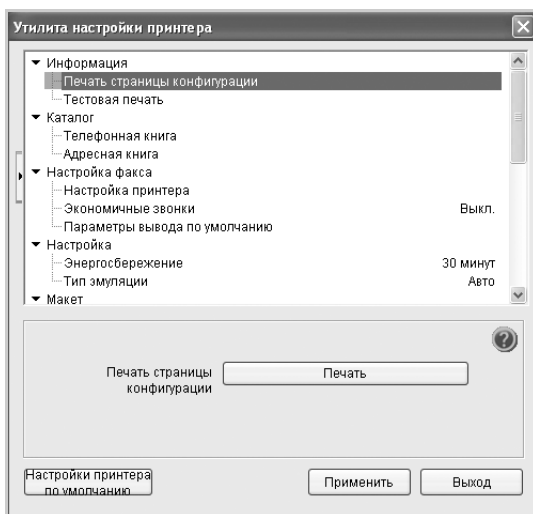 Утилита настройки принтера
Информация
Печать страницы конфигурации
Тестовая печать
Каталог
Телефонная книга
Адресная книга
Настройка факса
Настройка принтера
Экономичные звонки Выкл.
Параметры вывода по умолчанию
Настройка
Энергосбережение 30 минут
Тип эмуляции Авто
Макет
?
Печать страницы Печать
конфигурации
Настройки принтера
по умолчанию
Применить Выход